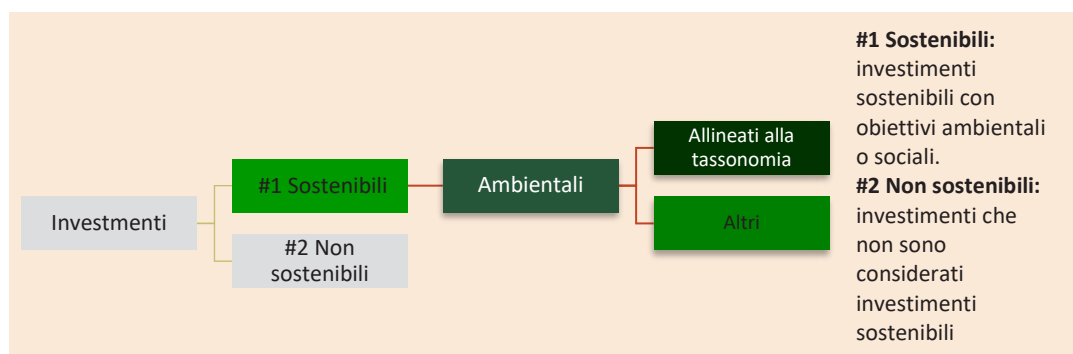 Investmenti
#1 Sostenibili
#2 Non
sostenibili
Ambientali
Allineati alla
tassonomia
Altri
#1 Sostenibili:
investimenti
sostenibili con
obiettivi ambientali
o sociali.
#2 Non sostenibili:
investimenti che
non sono
considerati
investimenti
sostenibili